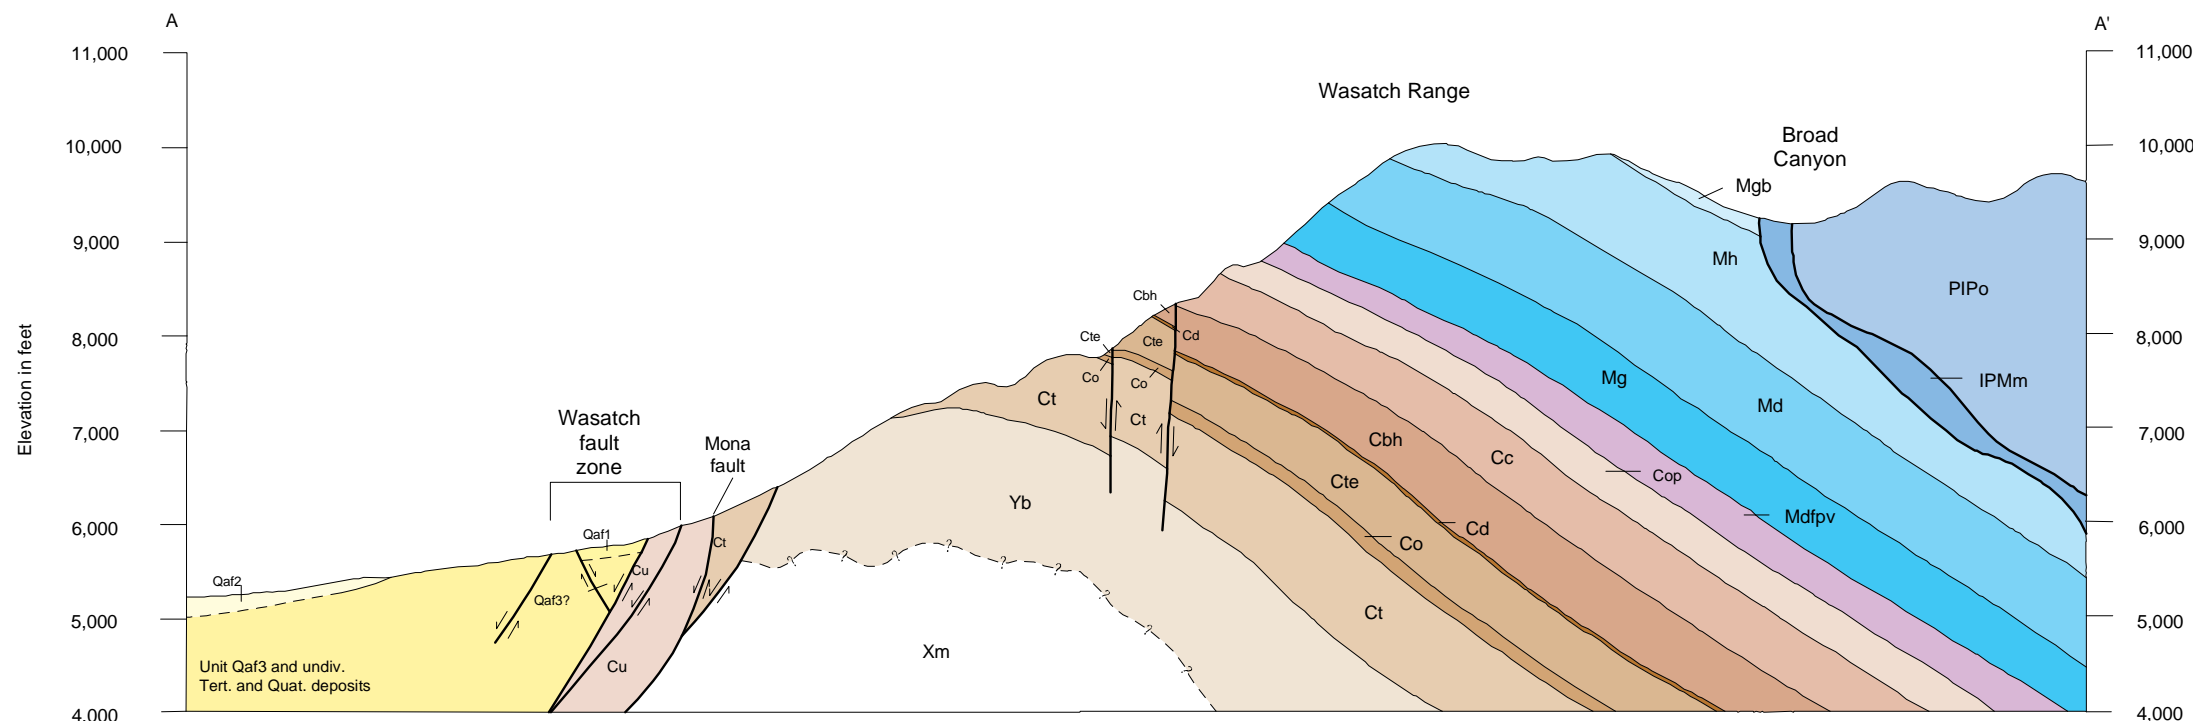 A
A'
11,000
11,000
Wasatch Range
10,000
10,000
Broad
Canyon
Mgb
9,000
9,000
Mh
PIPo
Cbh
8,000
8,000
Cte
Cte
Cd
Co
Co
Mg
IPMm
Elevation in feet
Ct
Md
Ct
Wasatch
fault
zone
Mona
fault
7,000
7,000
Cbh
Cc
Cop
Cte
Yb
Mdfpv
6,000
6,000
Cd
Qaf1
Ct
Co
?
?
?
?
?
?
?
?
?
Cu
Qaf2
Qaf3?
5,000
5,000
Ct
Unit Qaf3 and undiv.
Tert. and Quat. deposits
Cu
Xm
4,000
4,000